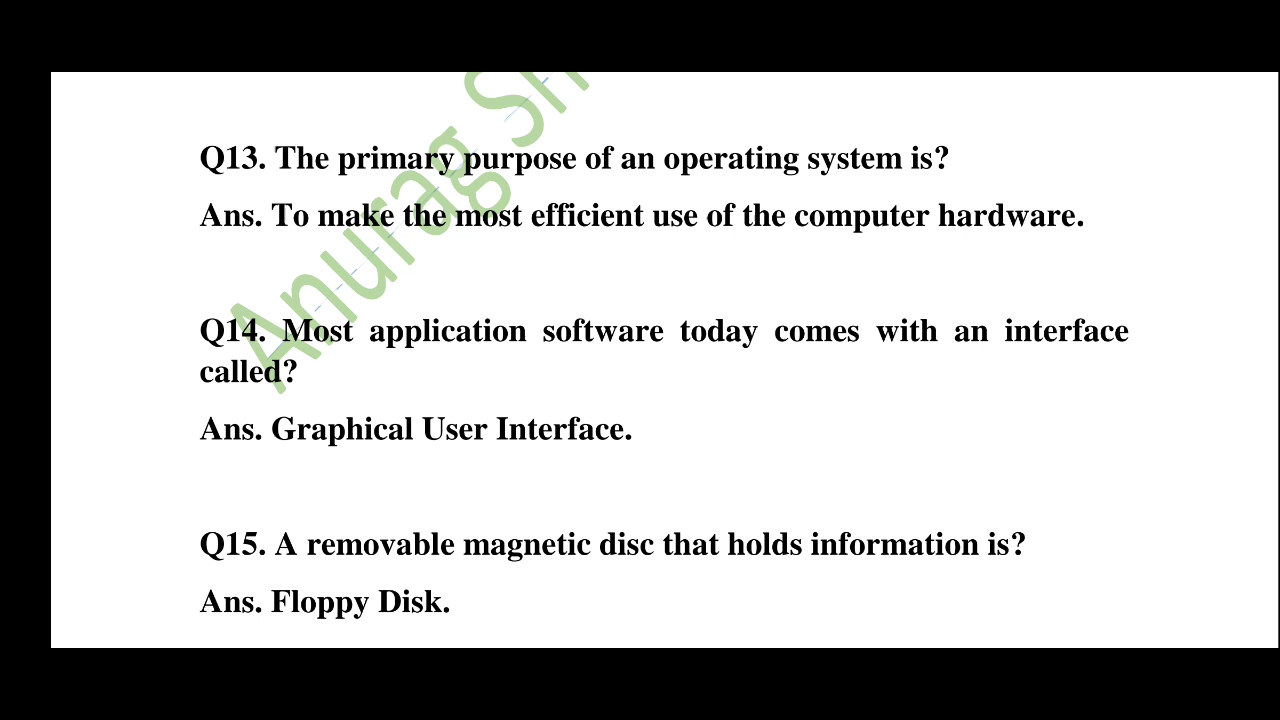 Q13. The primary purpose of an operating system is?
Ans. To make the most efficient use of the computer hardware.
Q14. Most application software today comes with an interface
called?
Ans. Graphical User Interface.
Q15. A removable magnetic disc that holds information is?
Ans. Floppy Disk.
Anurag